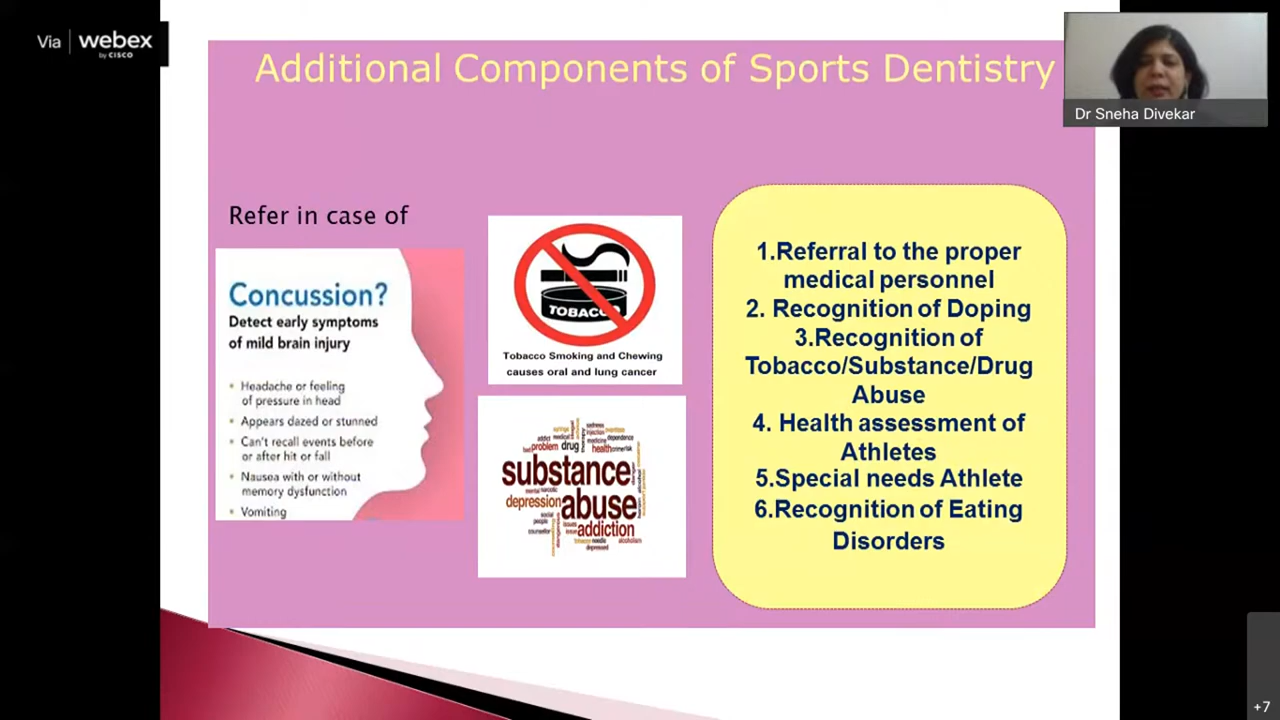 Via webex
by CISCO
Additional Components of Sports Dentistry
Dr Sneha Divekar
Refer in case of
Concussion?
Detect early symptoms
of mild brain injury
Headache or feeling
of pressure in head
Appears dazed or stunned
Can't recall events before
or after hit or fall
Nausea with or without
memory dysfunction
Vomiting
TOBACCO
Tobacco Smoking and Chewing
causes oral and lung cancer
problem drug health
substance
depression abuse
addiction
1.Referral to the proper
medical personnel
2. Recognition of Doping
3.Recognition of
Tobacco/Substance/Drug
Abuse
4. Health assessment of
Athletes
5.Special needs Athlete
6.Recognition of Eating
Disorders
+7